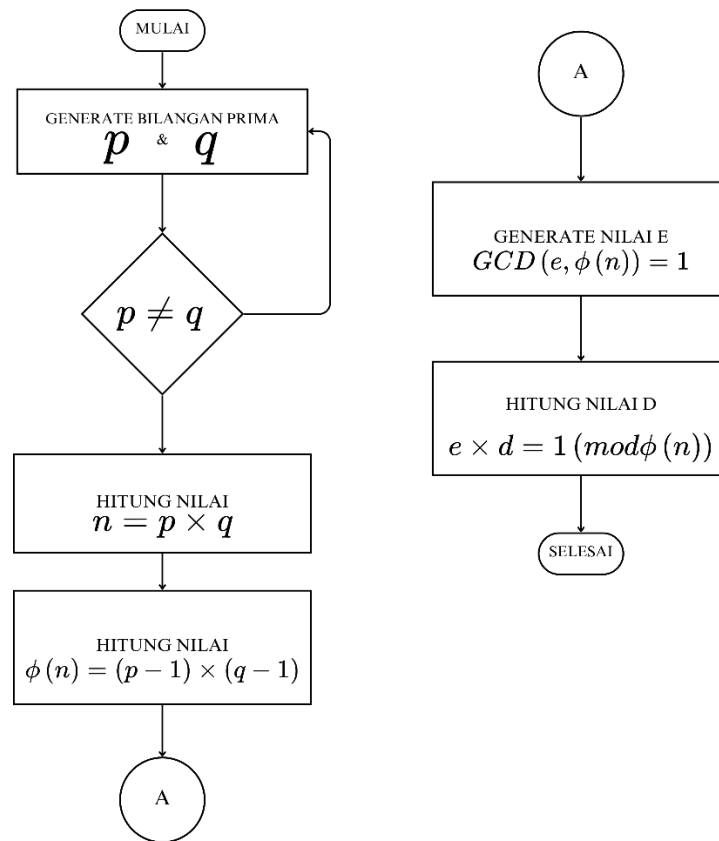 MULAI
GENERATE BILANGAN PRIMA
p & q
p ≠ q
HITUNG NILAI
n = p × q
HITUNG NILAI
ϕ (n) = (p − 1) × (q − 1)
A
A
GENERATE NILAI E
GCD (e, ϕ (n)) = 1
HITUNG NILAI D
e × d = 1 (modϕ (n))
SELESAI